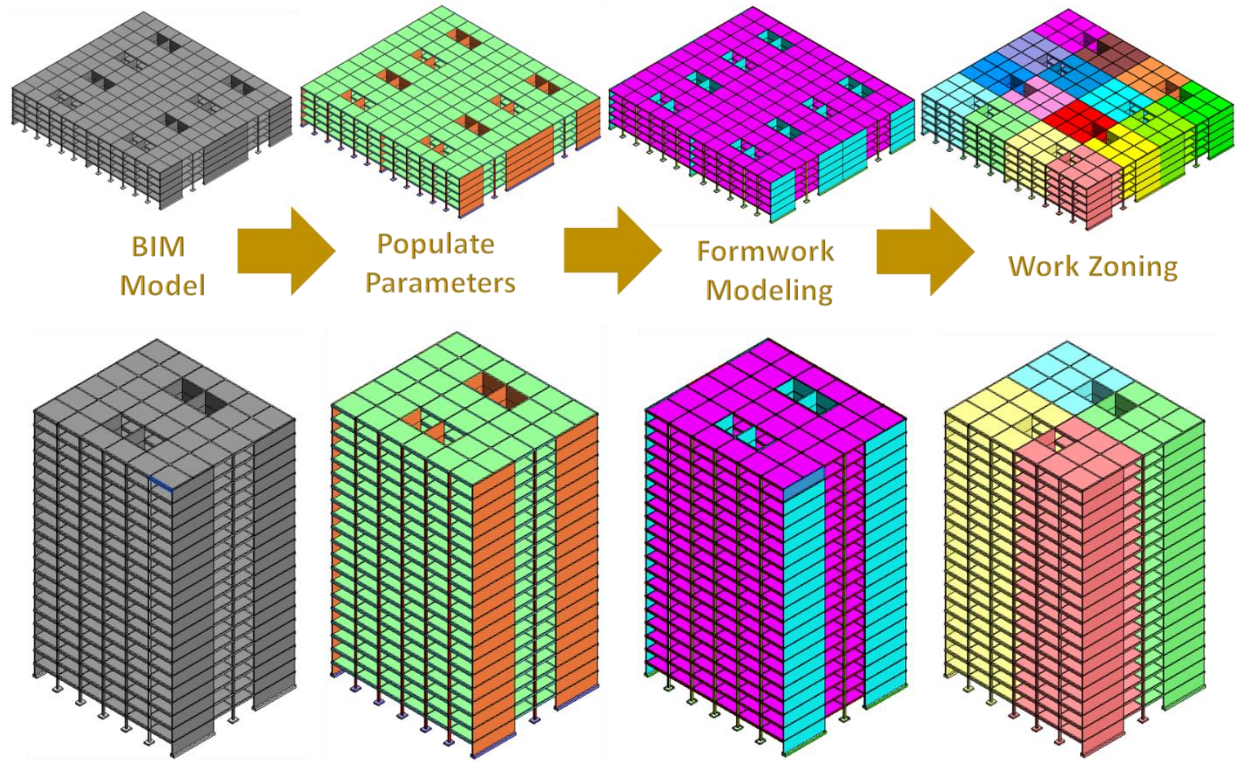 BIM
Model
Populate
Parameters
Formwork
Modeling
Work Zoning